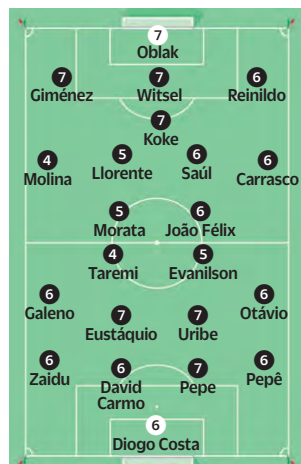 7
Oblak
7 7 6
Giménez Witsel Reinildo
7
Koke
4 5 6 6
Molina Llorente Saúl Carrasco
5 6
Morata João Félix
4 5
Taremi Evanilson
6 7 7 6
Galeno Eustáquio Uribe Otávio
6 6 7 6
Zaidu David Pepe Pepê
Carmo
6
Diogo Costa